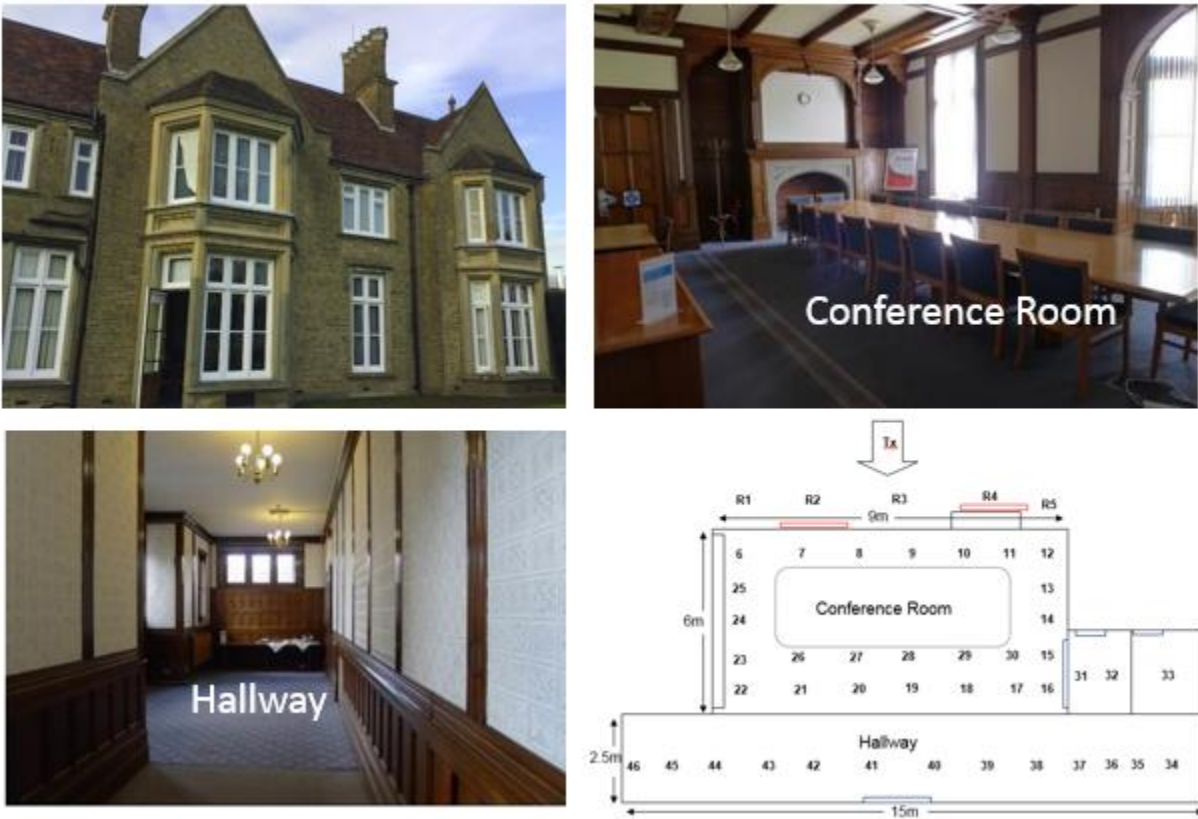 Conference Room
Hallway
Tx
R1 R2 R3 R4 R5
9m
6 7 8 9 10 11 12
25 13
Conference Room
24 14
6m
23 26 27 28 29 30 15
22 21 20 19 18 17 16
31 32 33
Hallway
2.5m
46 45 44 43 42 41 40 39 38 37 36 35 34
15m